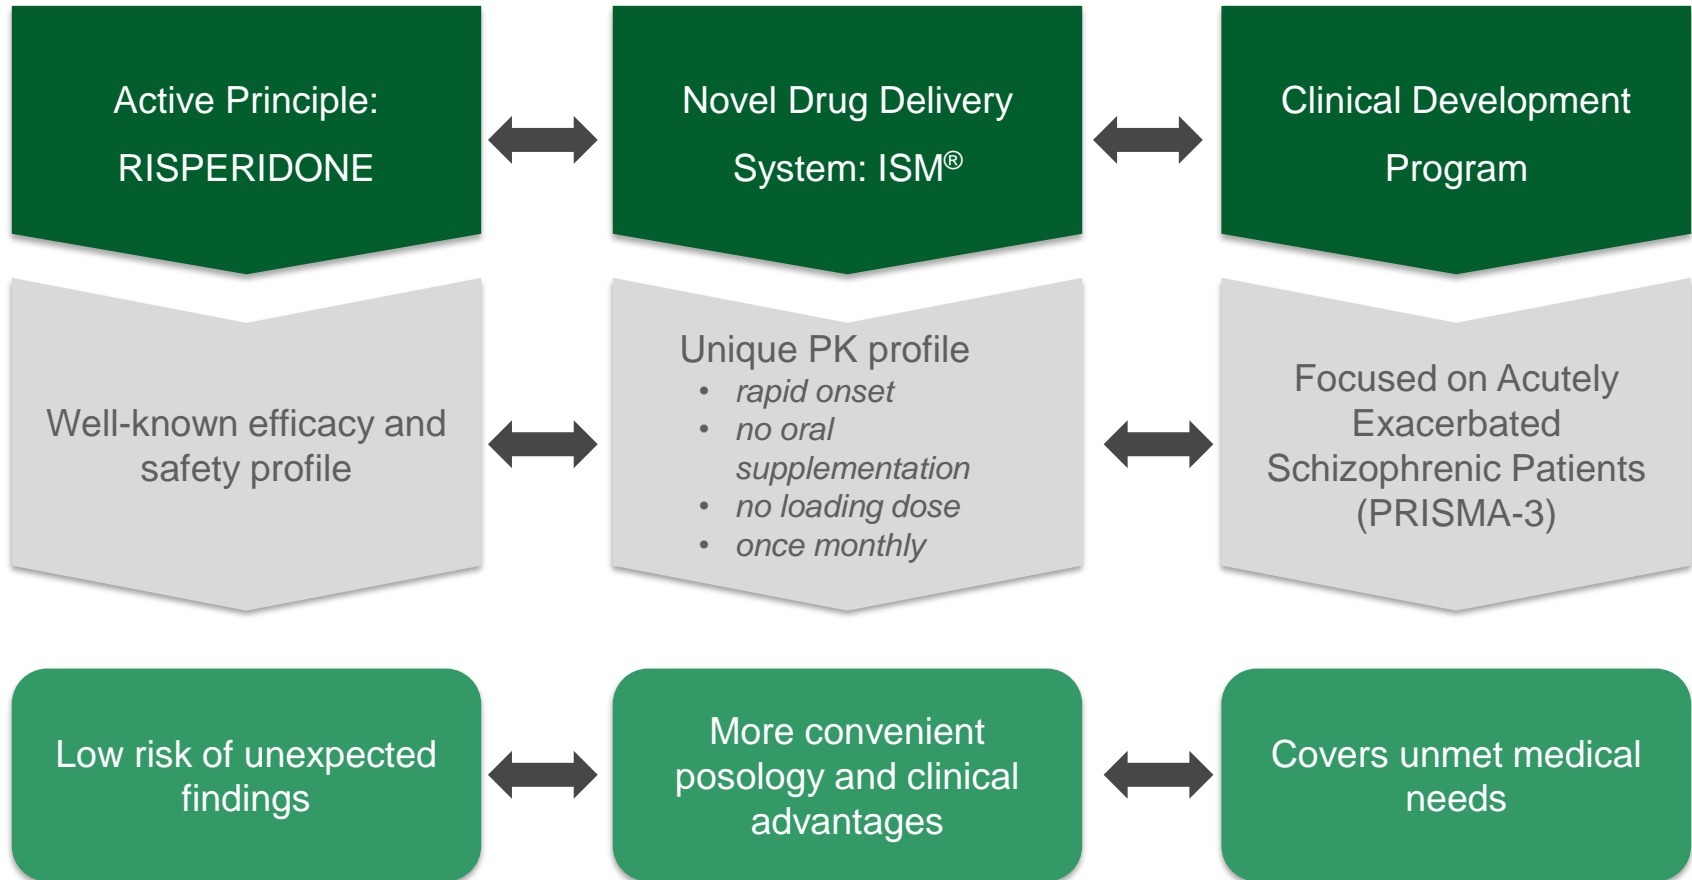 Active Principle:
RISPERIDONE
Novel Drug Delivery
System: ISM®
Clinical Development
Program
Well-known efficacy and
safety profile
Unique PK profile
• rapid onset
• no oral
supplementation
• no loading dose
• once monthly
Focused on Acutely
Exacerbated
Schizophrenic Patients
(PRISMA-3)
Low risk of unexpected
findings
More convenient
posology and clinical
advantages
Covers unmet medical
needs